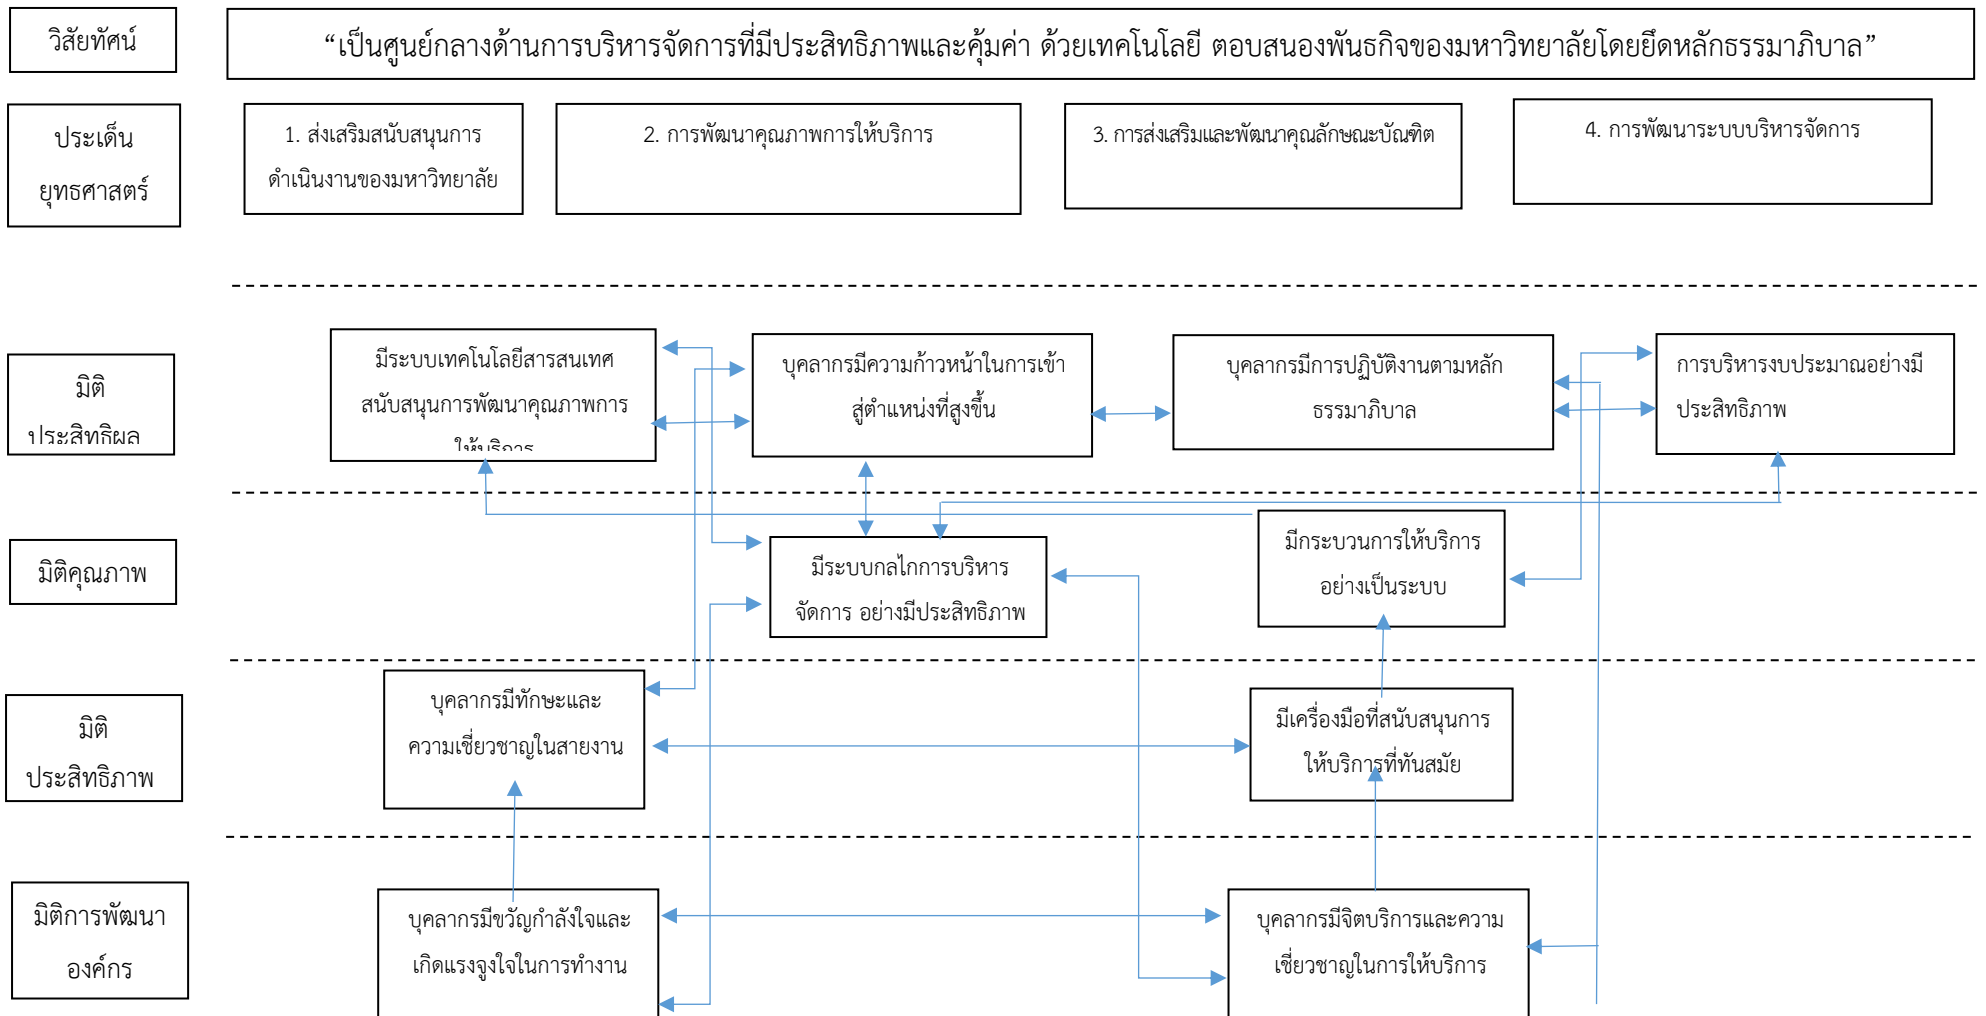 วิสัยทัศน์
“เป็นศูนย์กลางด้านการบริหารจัดการที่มีประสิทธิภาพและคุ้มค่า ด้วยเทคโนโลยี ตอบสนองพันธกิจของมหาวิทยาลัยโดยยึดหลักธรรมาภิบาล”
ประเด็น
ยุทธศาสตร์
1. ส่งเสริมสนับสนุนการ
ดำเนินงานของมหาวิทยาลัย
2. การพัฒนาคุณภาพการให้บริการ
3. การส่งเสริมและพัฒนาคุณลักษณะบัณฑิต
4. การพัฒนาระบบบริหารจัดการ
มิติ
ประสิทธิผล
มีระบบเทคโนโลยีสารสนเทศ
สนับสนุนการพัฒนาคุณภาพการ
ให้บริการ
บุคลากรมีความก้าวหน้าในการเข้า
สู่ตำแหน่งที่สูงขึ้น
บุคลากรมีการปฏิบัติงานตามหลัก
ธรรมาภิบาล
การบริหารงบประมาณอย่างมี
ประสิทธิภาพ
มิติคุณภาพ
มีระบบกลไกการบริหาร
จัดการ อย่างมีประสิทธิภาพ
มีกระบวนการให้บริการ
อย่างเป็นระบบ
มิติ
ประสิทธิภาพ
บุคลากรมีทักษะและ
ความเชี่ยวชาญในสายงาน
มีเครื่องมือที่สนับสนุนการ
ให้บริการที่ทันสมัย
มิติการพัฒนา
องค์กร
บุคลากรมีขวัญกำลังใจและ
เกิดแรงจูงใจในการทำงาน
บุคลากรมีจิตบริการและความ
เชี่ยวชาญในการให้บริการ